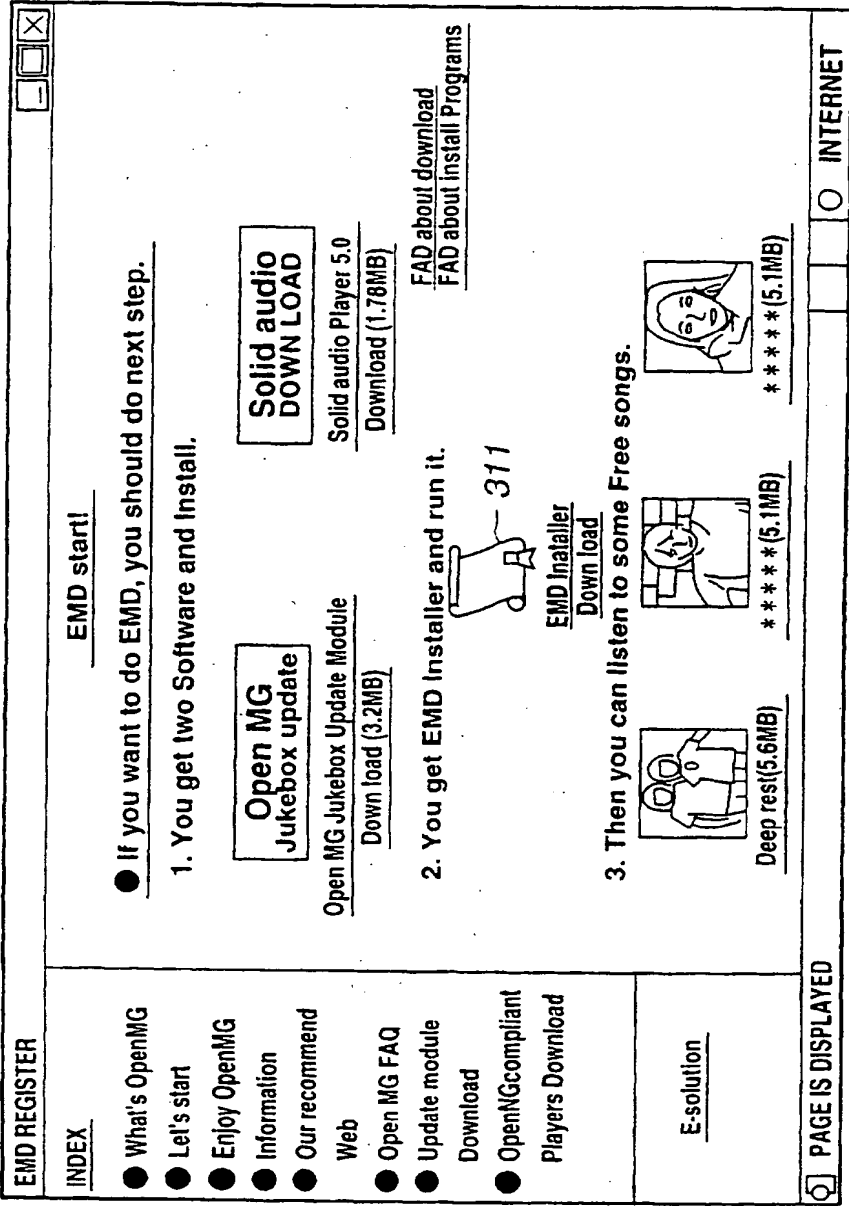 EMD REGISTER
INDEX
● What's OpenMG
● Let's start
● Enjoy OpenMG
● Information
● Our recommend
Web
● Open MG FAQ
● Update module
Download
● OpenNGcompliant
Players Download
E-solution
EMD start!
● If you want to do EMD, you should do next step.
1. You get two Software and Install.
Open MG
Jukebox update
Open MG Jukebox Update Module
Down load (3.2MB)
Solid audio
DOWN LOAD
Solid audio Player 5.0
Download (1.78MB)
2. You get EMD Installer and run it.
311
EMD Inataller
Down load
FAD about download
FAD about install Programs
3. Then you can listen to some Free songs.
Deep rest(5.6MB)
*****(5.1MB)
*****(5.1MB)
PAGE IS DISPLAYED
INTERNET